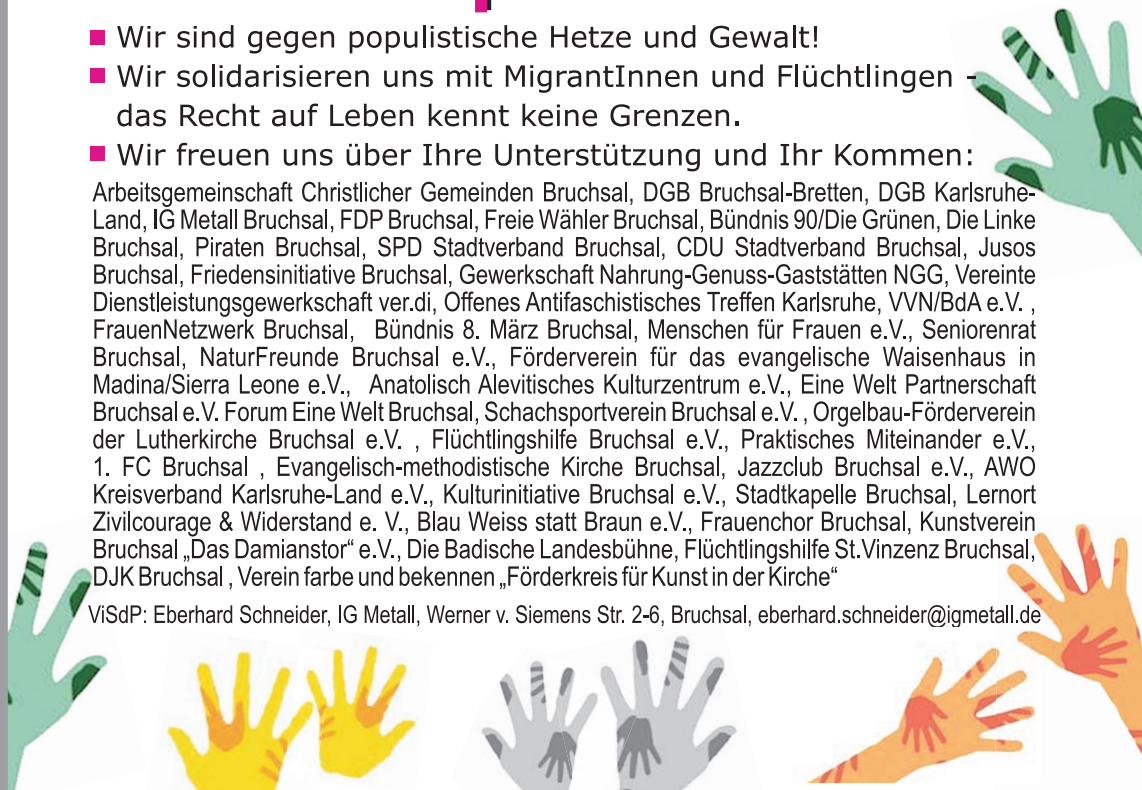 Wir sind gegen populistische Hetze und Gewalt!
Wir solidarisieren uns mit MigrantInnen und Flüchtlingen -
das Recht auf Leben kennt keine Grenzen.
Wir freuen uns über Ihre Unterstützung und Ihr Kommen:
Arbeitsgemeinschaft Christlicher Gemeinden Bruchsal, DGB Bruchsal-Bretten, DGB Karlsruhe-
Land, IG Metall Bruchsal, FDP Bruchsal, Freie Wähler Bruchsal, Bündnis 90/Die Grünen, Die Linke
Bruchsal, Piraten Bruchsal, SPD Stadtverband Bruchsal, CDU Stadtverband Bruchsal, Jusos
Bruchsal, Friedensinitiative Bruchsal, Gewerkschaft Nahrung-Genuss-Gaststätten NGG, Vereinte
Dienstleistungsgewerkschaft ver.di, Offenes Antifaschistisches Treffen Karlsruhe, VVN/BdA e.V. ,
FrauenNetzwerk Bruchsal, Bündnis 8. März Bruchsal, Menschen für Frauen e.V., Seniorenrat
Bruchsal, NaturFreunde Bruchsal e.V., Förderverein für das evangelische Waisenhaus in
Madina/Sierra Leone e.V., Anatolisch Alevitisches Kulturzentrum e.V., Eine Welt Partnerschaft
Bruchsal e.V. Forum Eine Welt Bruchsal, Schachsportverein Bruchsal e.V. , Orgelbau-Förderverein
der Lutherkirche Bruchsal e.V. , Flüchtlingshilfe Bruchsal e.V., Praktisches Miteinander e.V.,
1. FC Bruchsal , Evangelisch-methodistische Kirche Bruchsal, Jazzclub Bruchsal e.V., AWO
Kreisverband Karlsruhe-Land e.V., Kulturinitiative Bruchsal e.V., Stadtkapelle Bruchsal, Lernort
Zivilcourage & Widerstand e. V., Blau Weiss statt Braun e.V., Frauenchor Bruchsal, Kunstverein
Bruchsal „Das Damianstor“ e.V., Die Badische Landesbühne, Flüchtlingshilfe St.Vinzenz Bruchsal,
DJK Bruchsal , Verein farbe und bekennen „Förderkreis für Kunst in der Kirche“
ViSdP: Eberhard Schneider, IG Metall, Werner v. Siemens Str. 2-6, Bruchsal, eberhard.schneider@igmetall.de